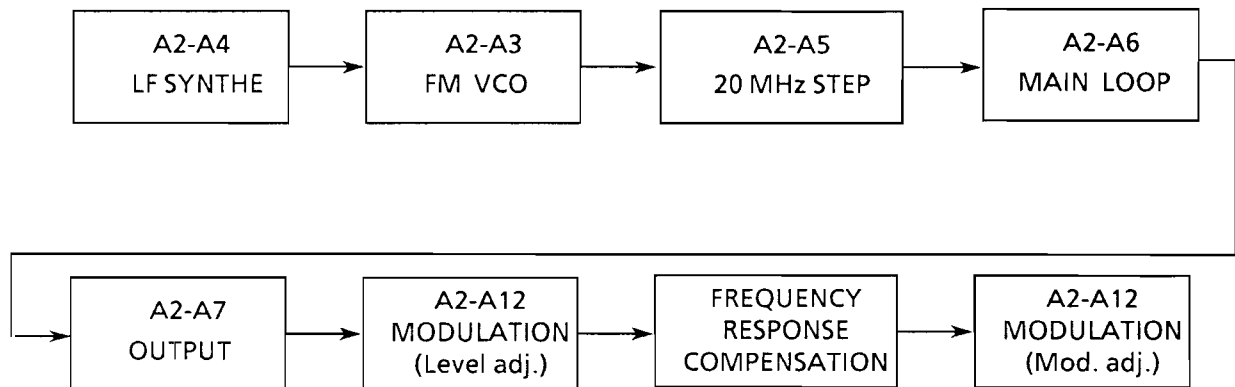 A2-A4
LF SYNTHE
A2-A3
FM VCO
A2-A5
20 MHz STEP
A2-A6
MAIN LOOP
A2-A7
OUTPUT
A2-A12
MODULATION
(Level adj.)
FREQUENCY
RESPONSE
COMPENSATION
A2-A12
MODULATION
(Mod. adj.)